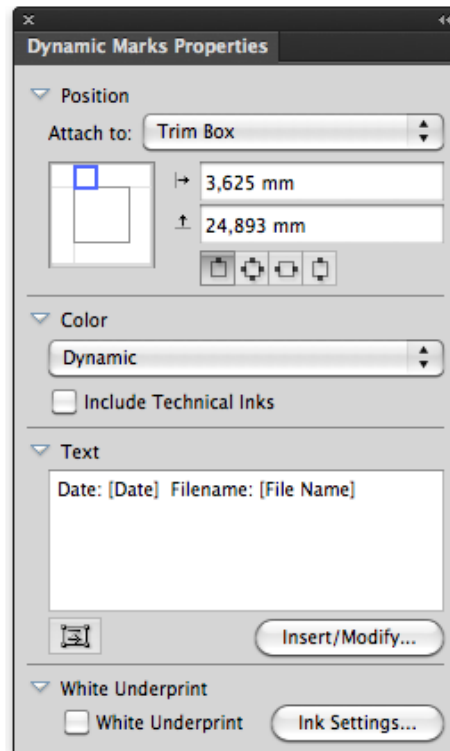 Dynamic Marks Properties
Position
Attach to: Trim Box
3,625 mm
24,893 mm
Color
Dynamic
Include Technical Inks
Text
Date: [Date]  Filename: [File Name]
Insert/Modify...
White Underprint
White Underprint Ink Settings...